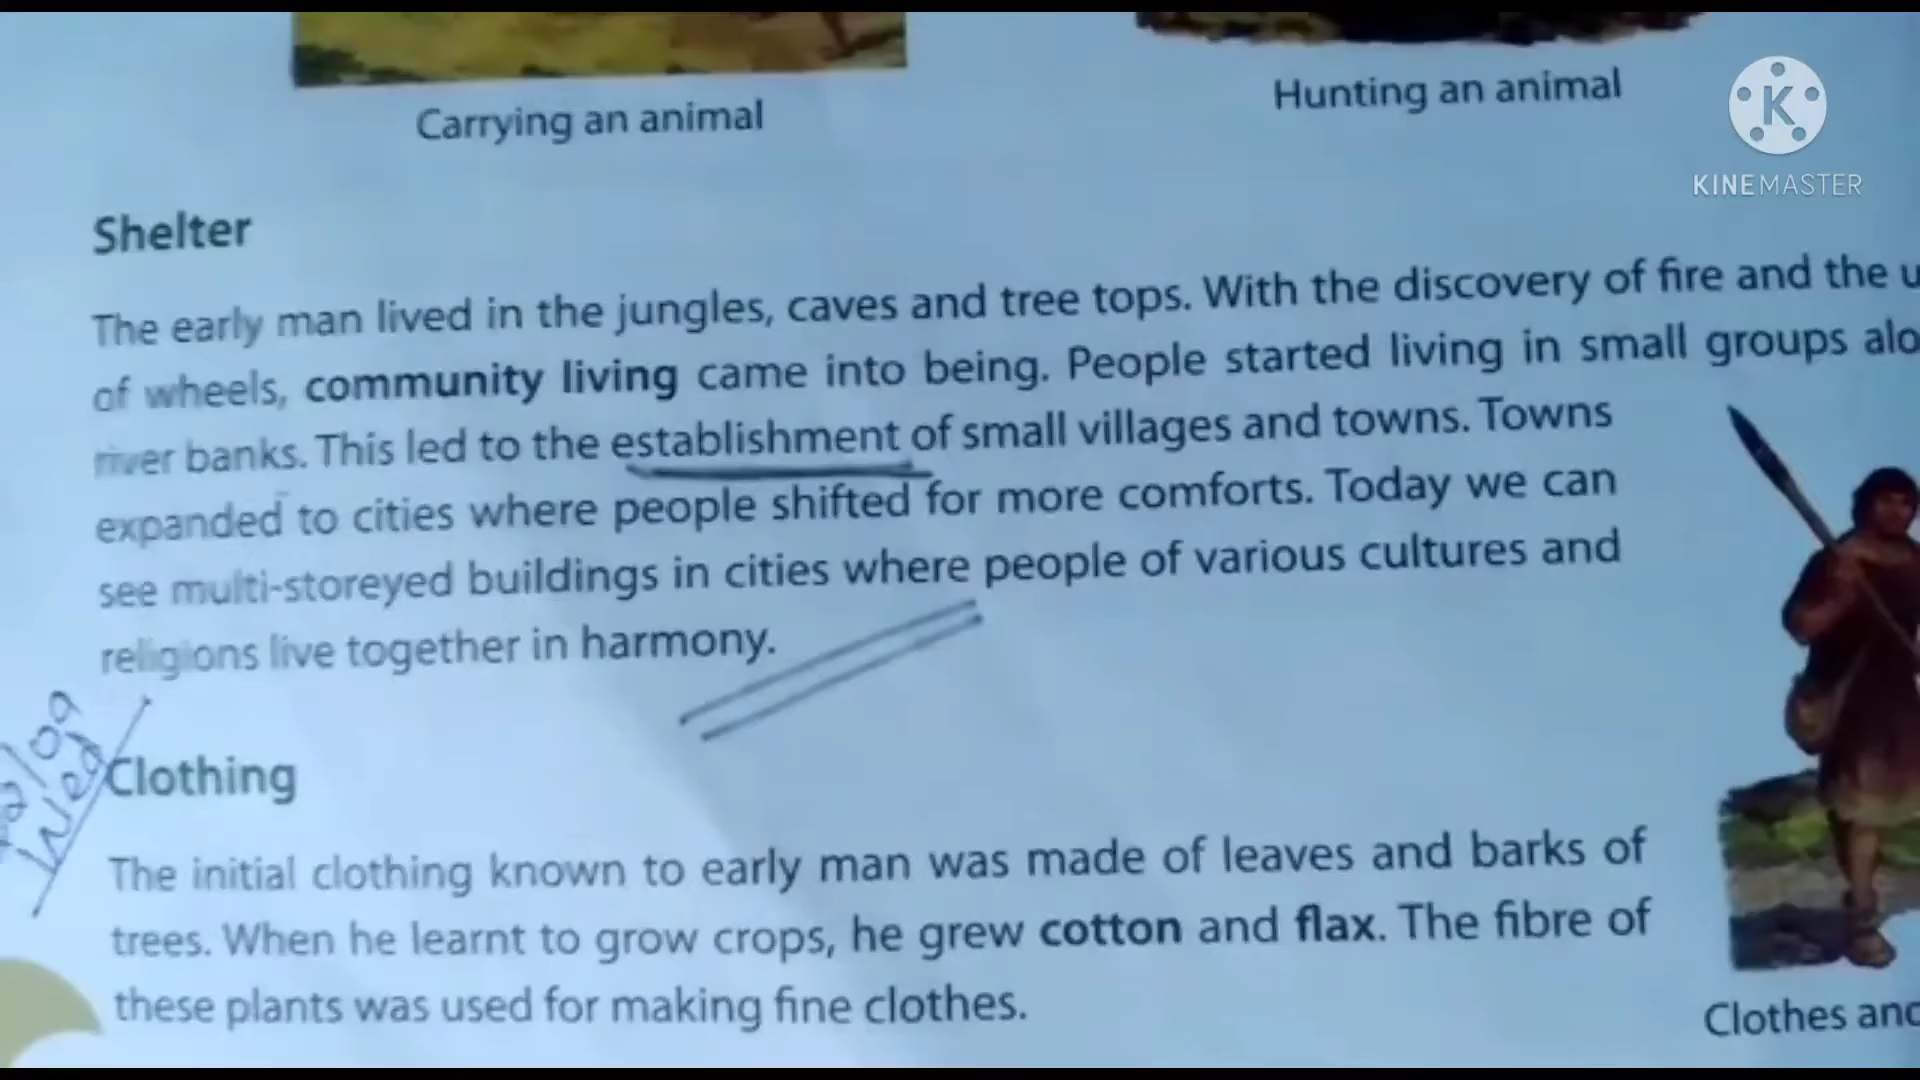 Carrying an animal
Hunting an animal
KINEMASTER
Shelter
The early man lived in the jungles, caves and tree tops. With the discovery of fire and the u
of wheels, community living came into being. People started living in small groups alo
river banks. This led to the establishment of small villages and towns. Towns
expanded to cities where people shifted for more comforts. Today we can
see multi-storeyed buildings in cities where people of various cultures and
religions live together in harmony.
Wed
Clothing
The initial clothing known to early man was made of leaves and barks of
trees. When he learnt to grow crops, he grew cotton and flax. The fibre of
these plants was used for making fine clothes.
Clothes and